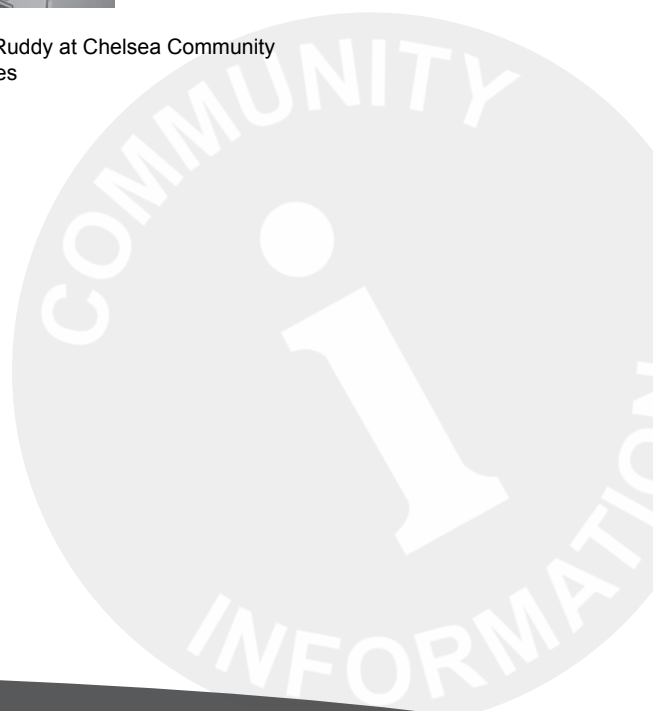 Ruddy at Chelsea Community
es
COMMUNITY
i
INFORMATION